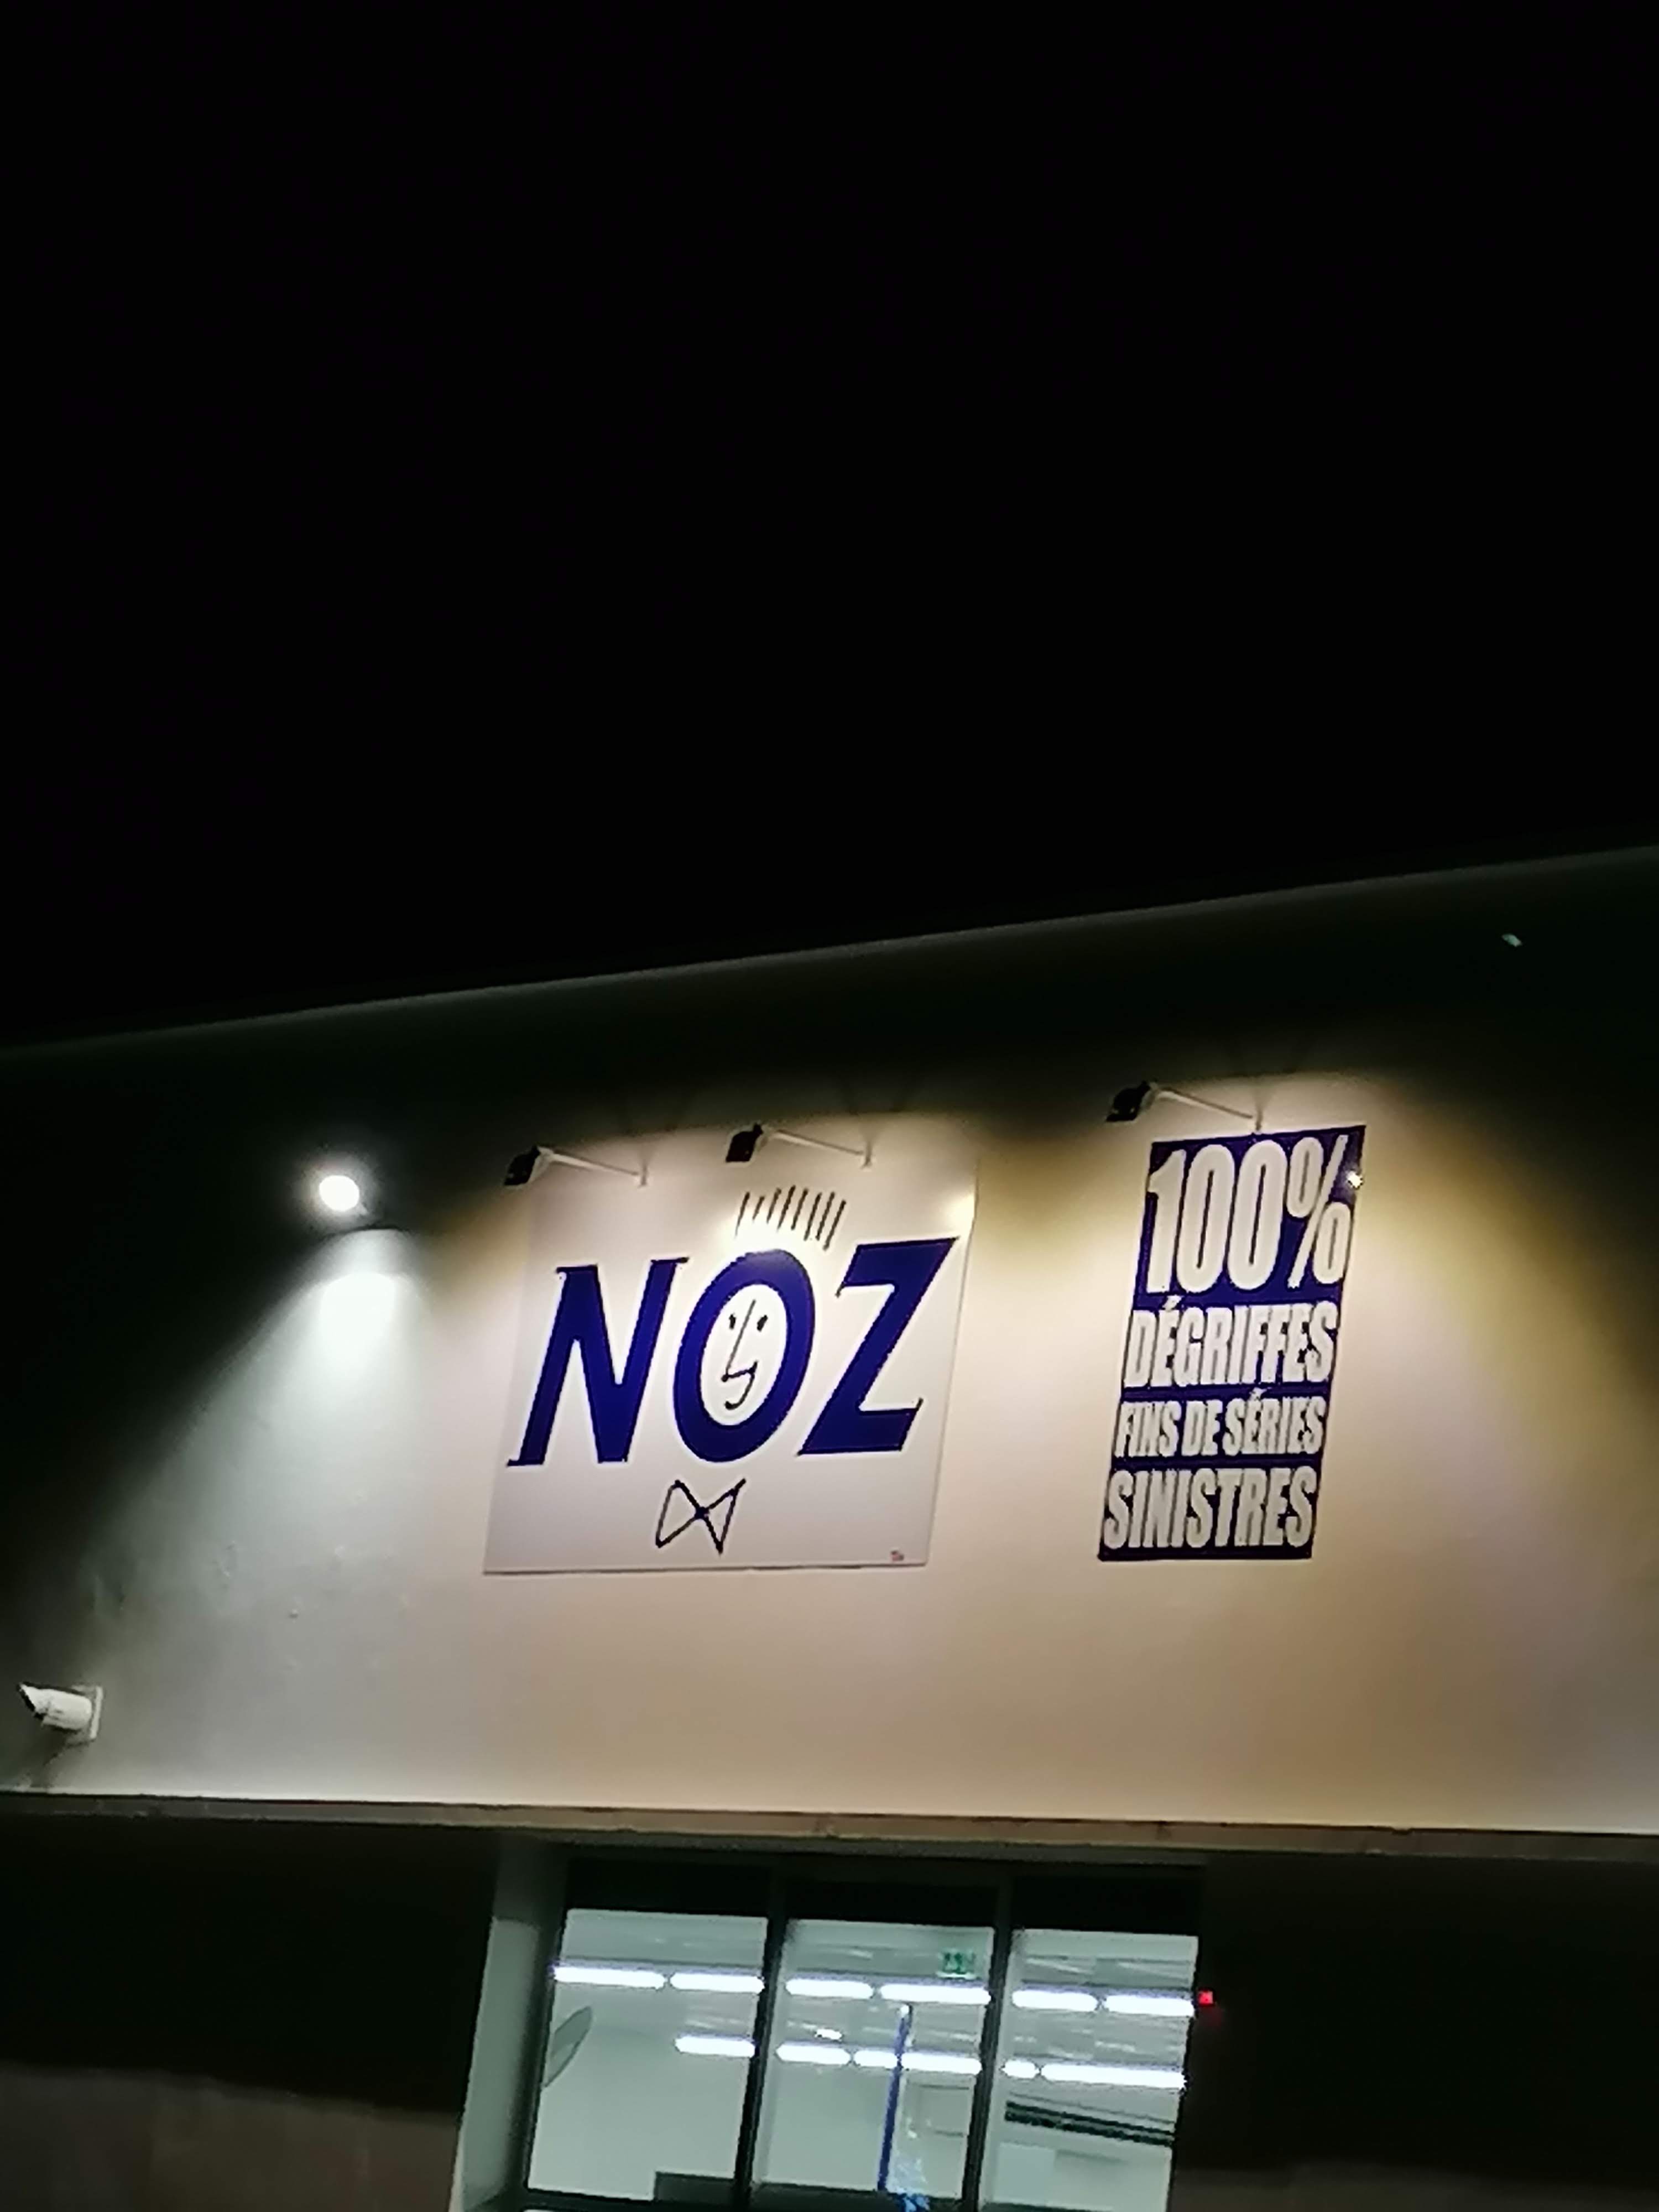 NOZ
100%
DÉGRIFFES
FINS DE SÉRIES
SINISTRES